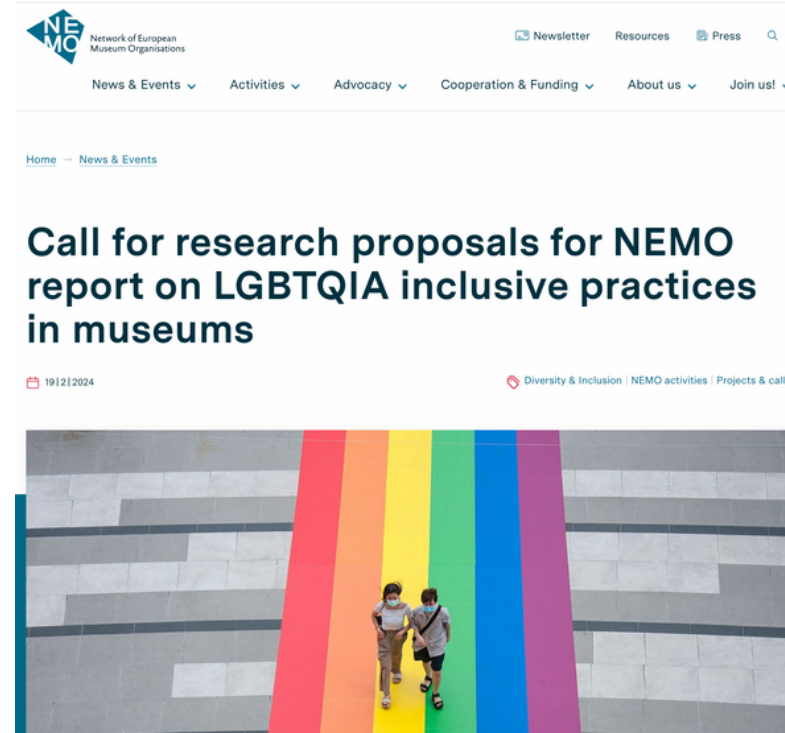 NE
MO
Network of European
Museum Organisations
Newsletter Resources Press
News & Events Activities Advocacy Cooperation & Funding About us Join us!
Home → News & Events
Call for research proposals for NEMO
report on LGBTQIA inclusive practices
in museums
19|2|2024
Diversity & Inclusion | NEMO activities | Projects & call